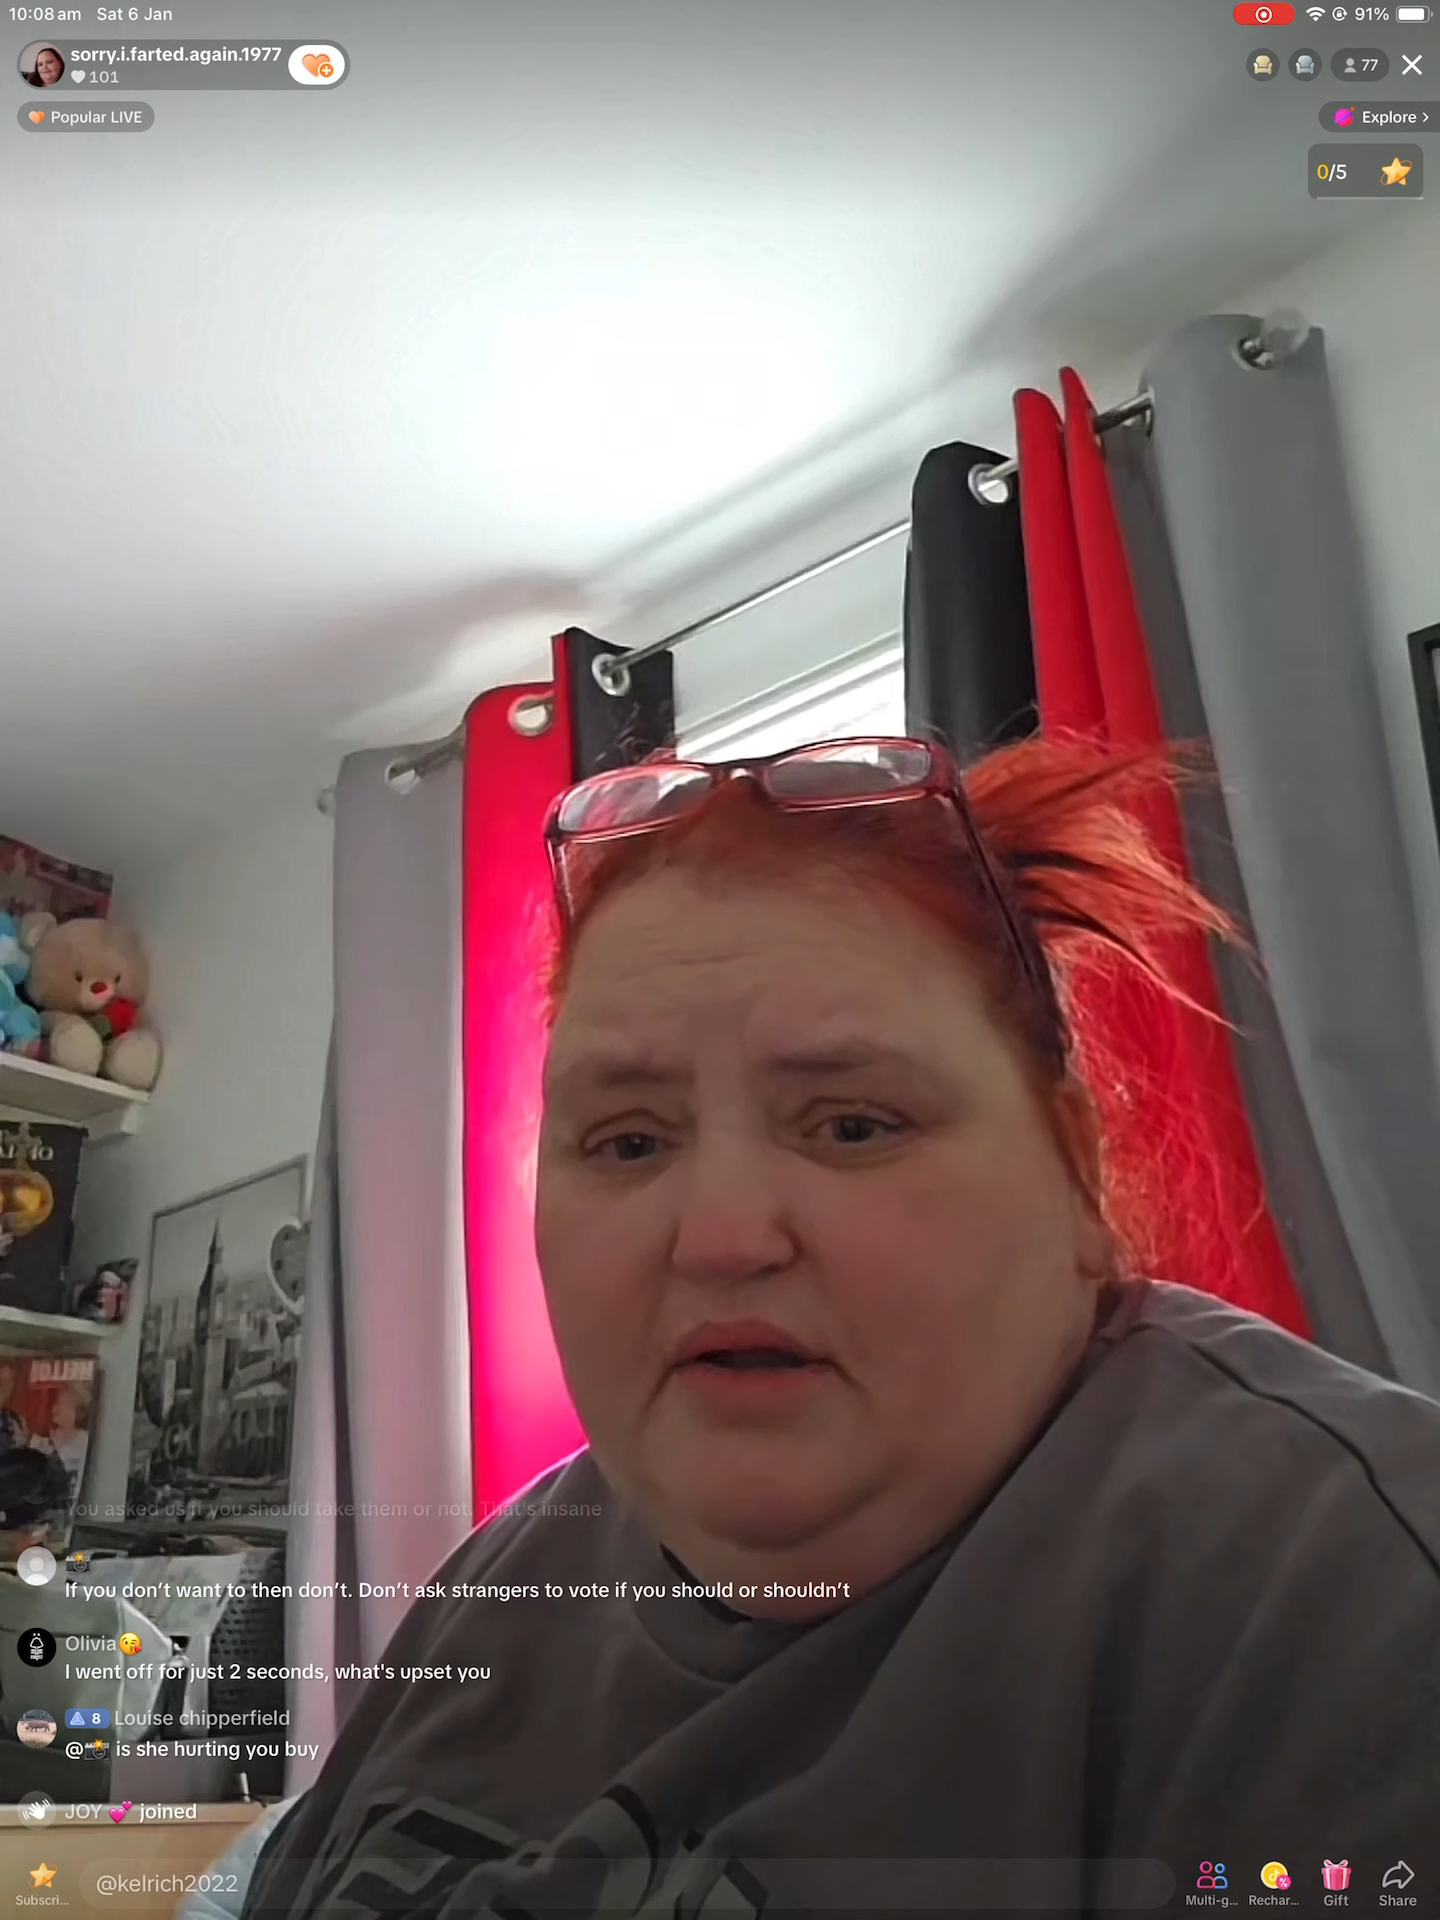 10:08 am Sat 6 Jan
91%
sorry.i.farted.again.1977
101
77
Popular LIVE
Explore >
0/5
You asked us if you should take them or not. That's insane
If you don't want to then don't. Don't ask strangers to vote if you should or shouldn't
Olivia😘
I went off for just 2 seconds, what's upset you
8 Louise chipperfield
@📸 is she hurting you buy
JOY 💕 joined
@kelrich2022
Subscri...
Multi-g...
Rechar...
Gift
Share